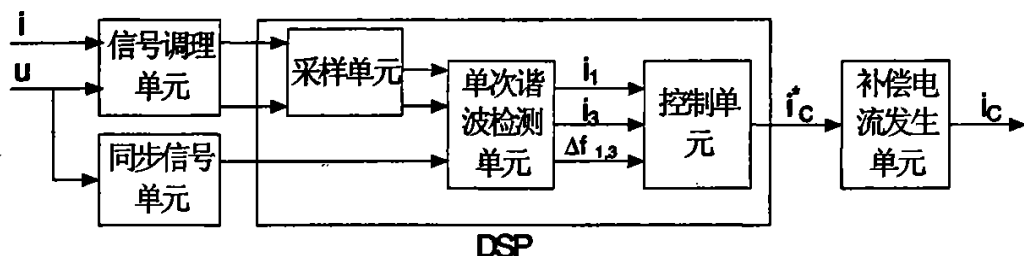 i
u
信号调理
单元
同步信号
单元
采样单元
单次谐
波检测
单元
i₁
i₃
Δf₁,₃
控制单
元
i*c
补偿电
流发生
单元
ic
DSP